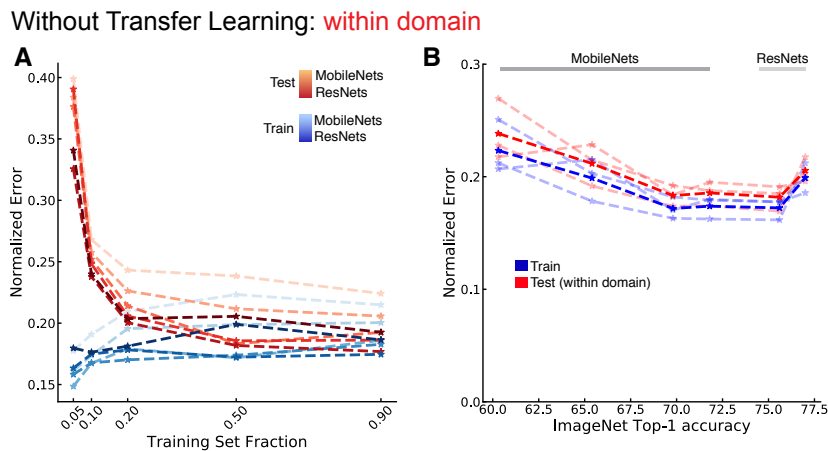 Without Transfer Learning: within domain
A
Normalized Error
0.40
0.35
0.30
0.25
0.20
0.15
Test MobileNets
ResNets
Train MobileNets
ResNets
0.05 0.10 0.20 0.50 0.90
Training Set Fraction
B
MobileNets ResNets
Normalized Error
0.3
0.2
0.1
0.0
Train
Test (within domain)
60.0 62.5 65.0 67.5 70.0 72.5 75.0 77.5
ImageNet Top-1 accuracy